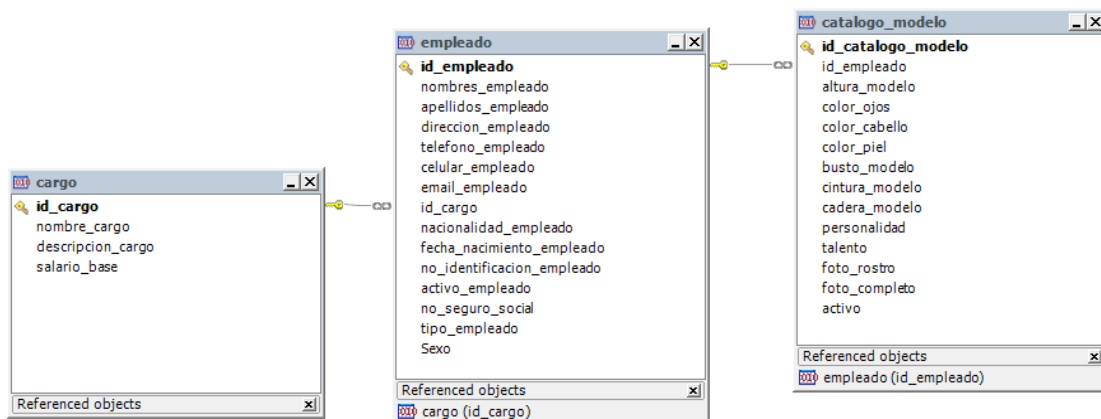 cargo
id_cargo
nombre_cargo
descripcion_cargo
salario_base
Referenced objects
empleado
id_empleado
nombres_empleado
apellidos_empleado
direccion_empleado
telefono_empleado
celular_empleado
email_empleado
id_cargo
nacionalidad_empleado
fecha_nacimiento_empleado
no_identificacion_empleado
activo_empleado
no_seguro_social
tipo_empleado
Sexo
Referenced objects
cargo (id_cargo)
catalogo_modelo
id_catalogo_modelo
id_empleado
altura_modelo
color_ojos
color_cabello
color_piel
busto_modelo
cintura_modelo
cadera_modelo
personalidad
talento
foto_rostro
foto_completo
activo
Referenced objects
empleado (id_empleado)